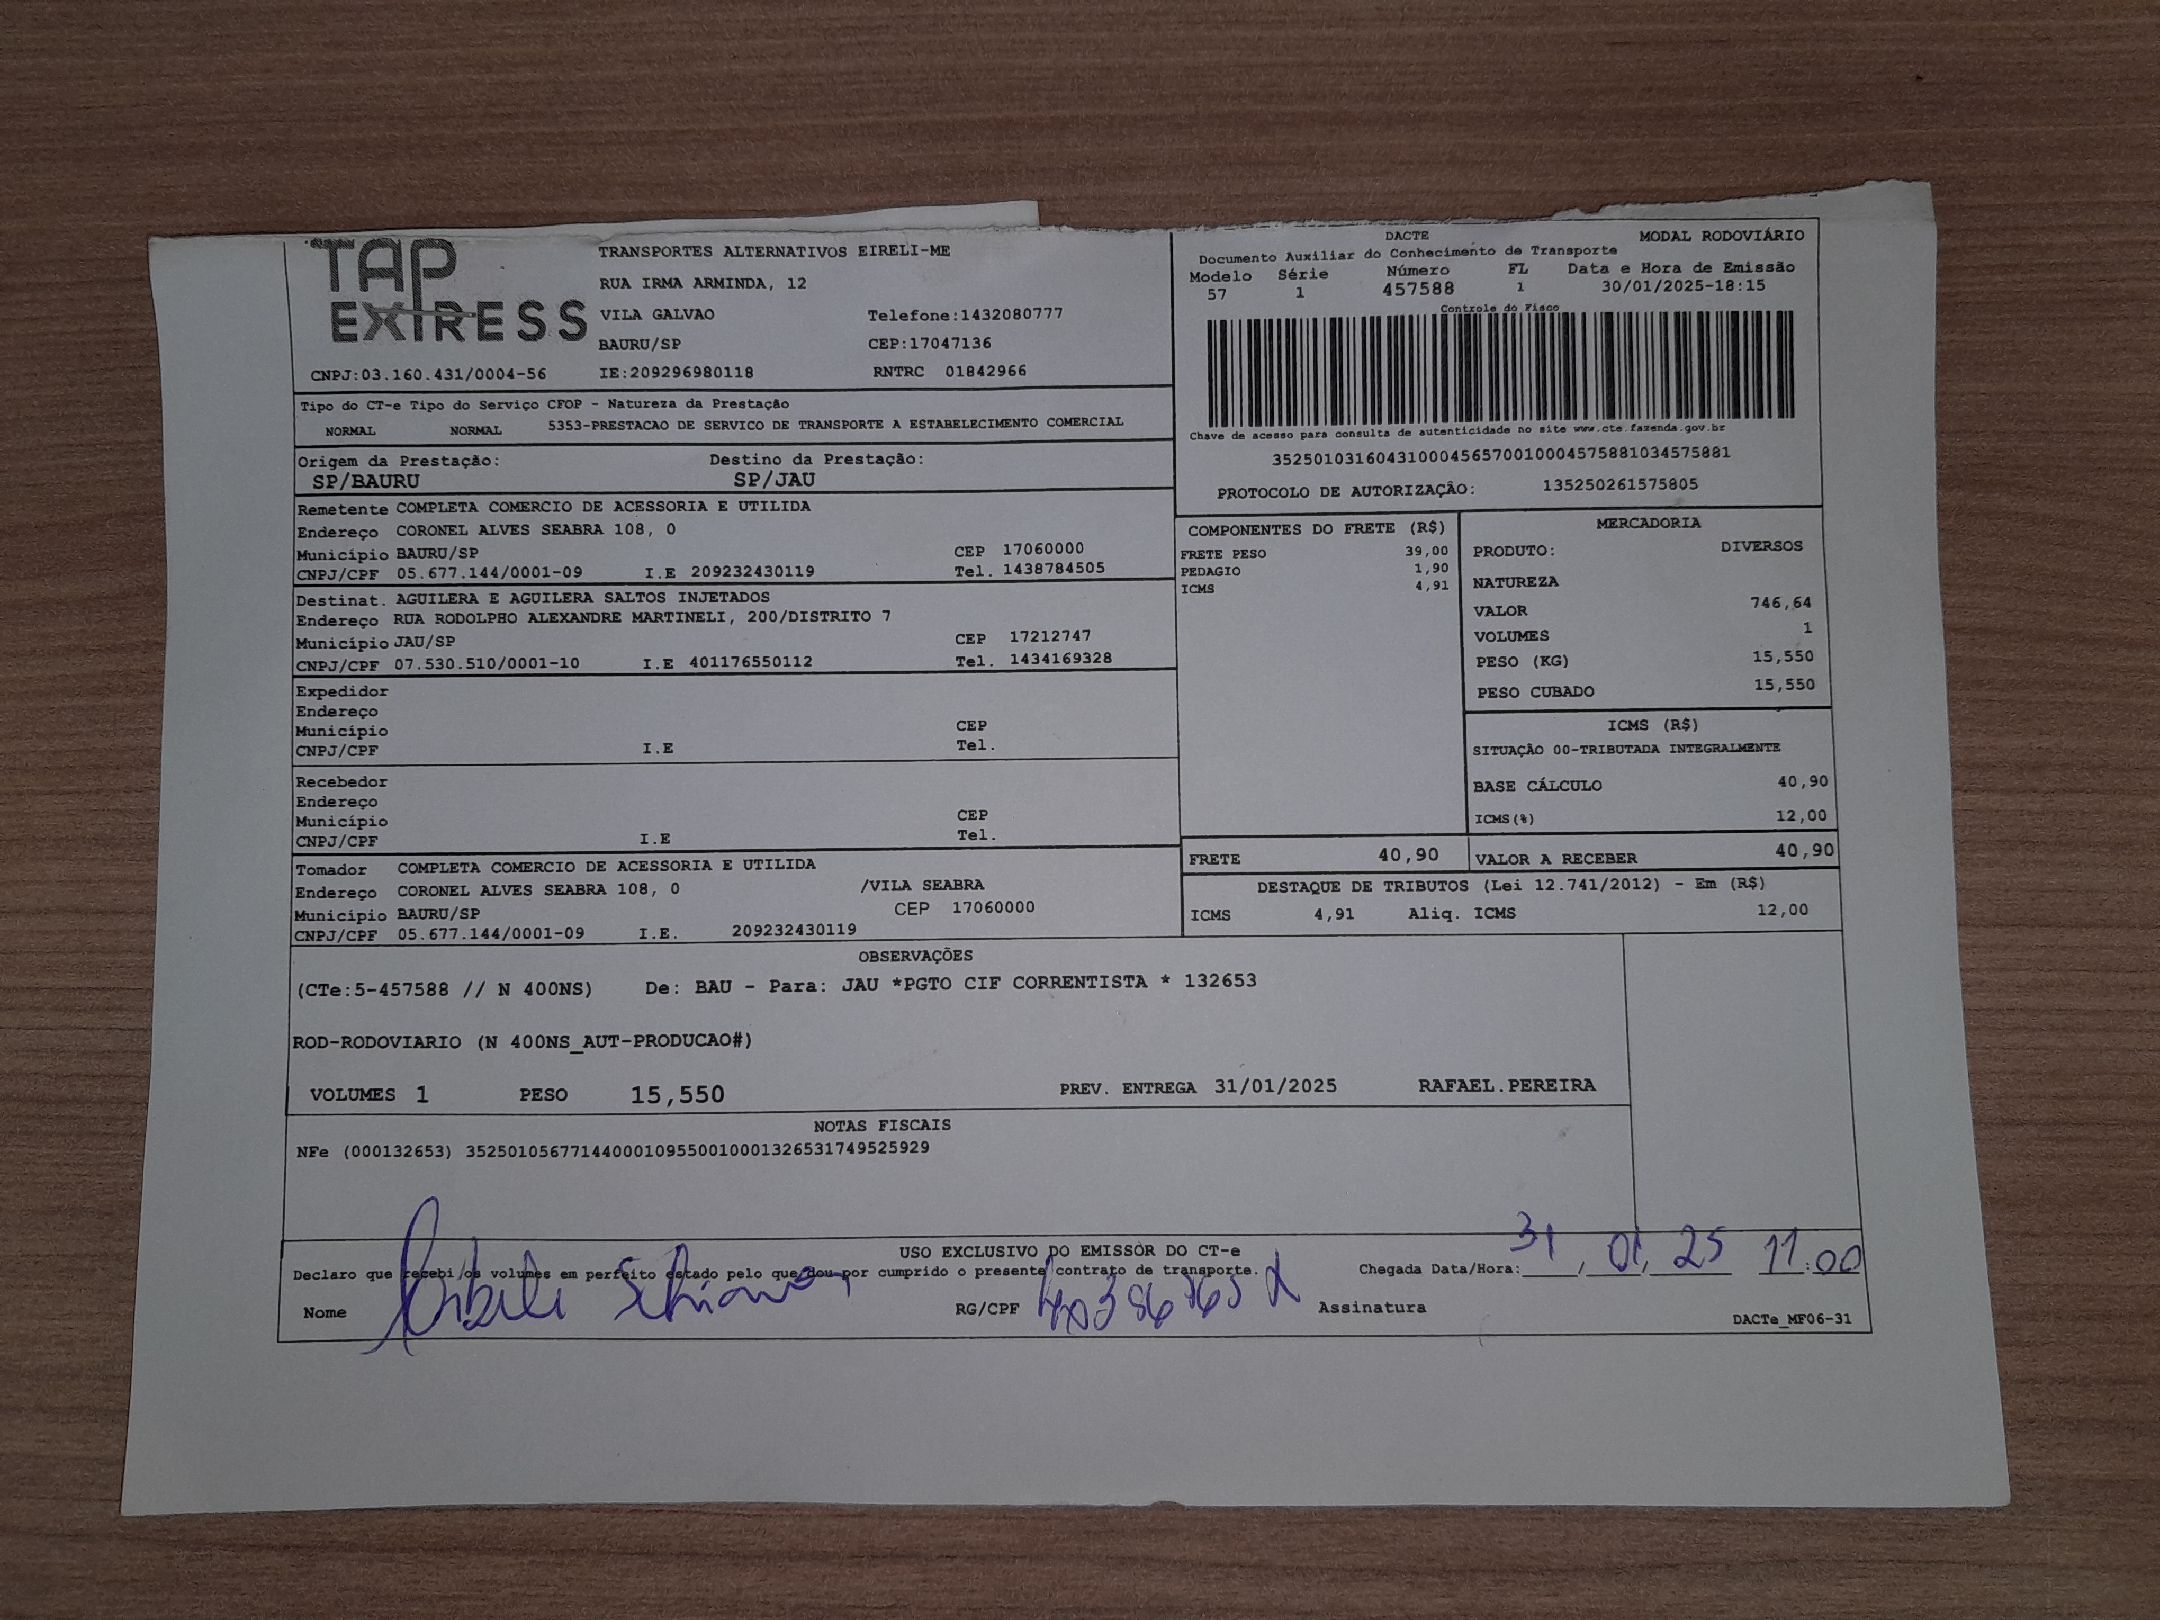 TAP
EXPRESS
TRANSPORTES ALTERNATIVOS EIRELI-ME
RUA IRMA ARMINDA, 12
VILA GALVAO Telefone:1432080777
BAURU/SP CEP:17047136
CNPJ:03.160.431/0004-56 IE:209296980118 RNTRC 01842966
DACTE MODAL RODOVIÁRIO
Documento Auxiliar do Conhecimento de Transporte
Modelo Série Número FL Data e Hora de Emissão
57 1 457588 1 30/01/2025-18:15
Controle do Fisco
Chave de acesso para consulta de autenticidade no site www.cte.fazenda.gov.br
35250103160431000456570010004575881034575881
PROTOCOLO DE AUTORIZAÇÃO: 135250261575805
Tipo do CT-e Tipo do Serviço CFOP - Natureza da Prestação
NORMAL NORMAL 5353-PRESTACAO DE SERVICO DE TRANSPORTE A ESTABELECIMENTO COMERCIAL
Origem da Prestação: Destino da Prestação:
SP/BAURU SP/JAU
Remetente COMPLETA COMERCIO DE ACESSORIA E UTILIDA
Endereço CORONEL ALVES SEABRA 108, 0
Município BAURU/SP CEP 17060000
CNPJ/CPF 05.677.144/0001-09 I.E 209232430119 Tel. 1438784505
Destinat. AGUILERA E AGUILERA SALTOS INJETADOS
Endereço RUA RODOLPHO ALEXANDRE MARTINELI, 200/DISTRITO 7
Município JAU/SP CEP 17212747
CNPJ/CPF 07.530.510/0001-10 I.E 401176550112 Tel. 1434169328
Expedidor
Endereço
Município CEP
CNPJ/CPF I.E Tel.
Recebedor
Endereço
Município CEP
CNPJ/CPF I.E Tel.
Tomador COMPLETA COMERCIO DE ACESSORIA E UTILIDA
Endereço CORONEL ALVES SEABRA 108, 0 /VILA SEABRA
Município BAURU/SP CEP 17060000
CNPJ/CPF 05.677.144/0001-09 I.E. 209232430119
COMPONENTES DO FRETE (R$)
FRETE PESO 39,00
PEDAGIO 1,90
ICMS 4,91
MERCADORIA
PRODUTO: DIVERSOS
NATUREZA
VALOR 746,64
VOLUMES 1
PESO (KG) 15,550
PESO CUBADO 15,550
ICMS (R$)
SITUAÇÃO 00-TRIBUTADA INTEGRALMENTE
BASE CÁLCULO 40,90
ICMS(%) 12,00
FRETE 40,90 VALOR A RECEBER 40,90
DESTAQUE DE TRIBUTOS (Lei 12.741/2012) - Em (R$)
ICMS 4,91 Aliq. ICMS 12,00
OBSERVAÇÕES
(CTe:5-457588 // N 400NS) De: BAU - Para: JAU *PGTO CIF CORRENTISTA * 132653
ROD-RODOVIARIO (N 400NS_AUT-PRODUCAO#)
VOLUMES 1 PESO 15,550 PREV. ENTREGA 31/01/2025 RAFAEL.PEREIRA
NOTAS FISCAIS
NFe (000132653) 35250105677144000109550010001326531749525929
USO EXCLUSIVO DO EMISSOR DO CT-e
Declaro que recebi os volumes em perfeito estado pelo que dou por cumprido o presente contrato de transporte. Chegada Data/Hora: 31/01/25 11:00
Nome RG/CPF Assinatura
DACTe_MF06-31